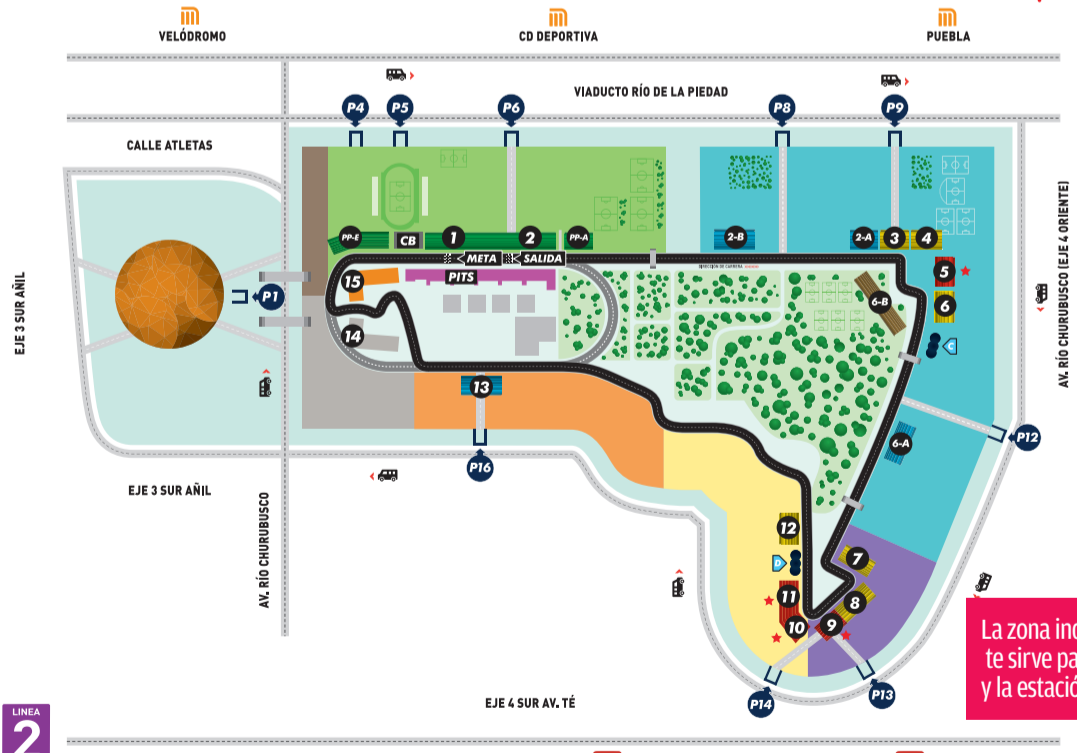 VELÓDROMO
CD DEPORTIVA
PUEBLA
VIADUCTO RÍO DE LA PIEDAD
P4
P5
P6
P8
P9
CALLE ATLETAS
PP-E
CB
1
2
PP-A
2-B
2-A
3
4
META
SALIDA
DIRECCIÓN DE CARRERA
PITS
5
15
6
6-B
P1
C
14
EJE 3 SUR AÑIL
AV. RÍO CHURUBUSCO (EJE 4 ORIENTE)
13
P12
6-A
P16
EJE 3 SUR AÑIL
AV. RÍO CHURUBUSCO
12
D
7
11
8
10
9
La zona ind
te sirve pa
y la estació
P14
P13
EJE 4 SUR AV. TÉ
LINEA
2